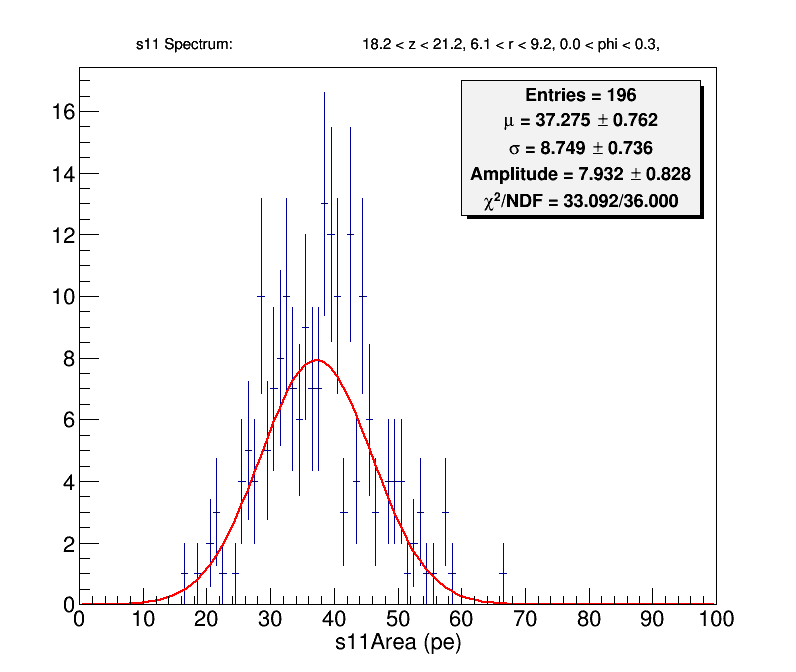 s11 Spectrum: 18.2 < z < 21.2, 6.1 < r < 9.2, 0.0 < phi < 0.3,
Entries = 196
μ = 37.275 ± 0.762
σ = 8.749 ± 0.736
Amplitude = 7.932 ± 0.828
χ²/NDF = 33.092/36.000
16
14
12
10
8
6
4
2
0
0 10 20 30 40 50 60 70 80 90 100
s11Area (pe)